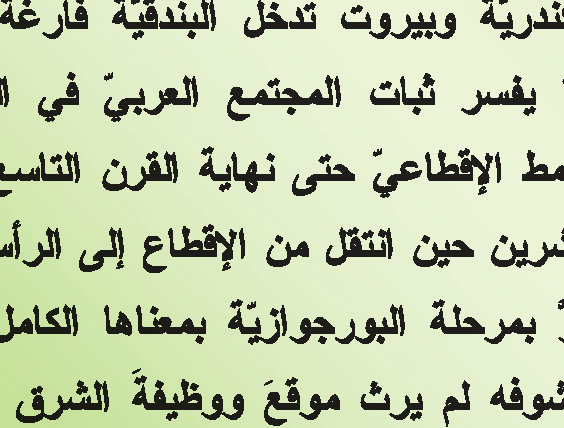 ندريّة وبيروت تدخل البندقيّة فارغة
يفسر ثبات المجتمع العربيّ في
مط الإقطاعيّ حتى نهاية القرن التاسع
شرين حين انتقل من الإقطاع إلى الرأس
بمرحلة البورجوازيّة بمعناها الكامل
شوفه لم يرث موقعَ ووظيفةَ الشرق